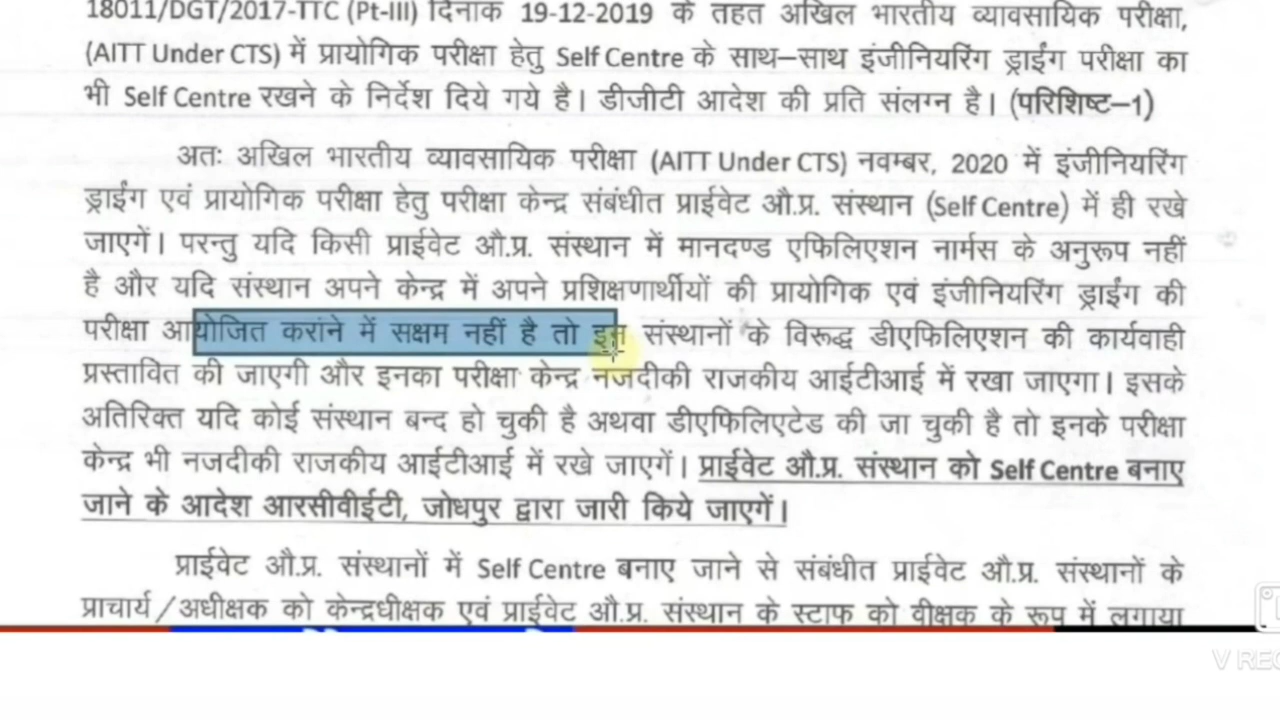 18011/DGT/2017-TTC (Pt-III) दिनांक 19-12-2019 के तहत अखिल भारतीय व्यावसायिक परीक्षा,
(AITT Under CTS) में प्रायोगिक परीक्षा हेतु Self Centre के साथ–साथ इंजीनियरिंग ड्राईंग परीक्षा का
भी Self Centre रखने के निर्देश दिये गये है। डीजीटी आदेश की प्रति संलग्न है। (परिशिष्ट–1)
अतः अखिल भारतीय व्यावसायिक परीक्षा (AITT Under CTS) नवम्बर, 2020 में इंजीनियरिंग
ड्राईंग एवं प्रायोगिक परीक्षा हेतु परीक्षा केन्द्र संबंधीत प्राईवेट औ.प्र. संस्थान (Self Centre) में ही रखे
जाएगें। परन्तु यदि किसी प्राईवेट औ.प्र. संस्थान में मानदण्ड एफिलिएशन नार्मस के अनुरूप नहीं
है और यदि संस्थान अपने केन्द्र में अपने प्रशिक्षणार्थीयों की प्रायोगिक एवं इंजीनियरिंग ड्राईंग की
परीक्षा आयोजित कराने में सक्षम नहीं है तो इन संस्थानों के विरूद्ध डीएफिलिएशन की कार्यवाही
प्रस्तावित की जाएगी और इनका परीक्षा केन्द्र नजदीकी राजकीय आईटीआई में रखा जाएगा। इसके
अतिरिक्त यदि कोई संस्थान बन्द हो चुकी है अथवा डीएफिलिएटेड की जा चुकी है तो इनके परीक्षा
केन्द्र भी नजदीकी राजकीय आईटीआई में रखे जाएगें। प्राईवेट औ.प्र. संस्थान को Self Centre बनाए
जाने के आदेश आरसीवीईटी, जोधपुर द्वारा जारी किये जाएगें।
प्राईवेट औ.प्र. संस्थानों में Self Centre बनाए जाने से संबंधीत प्राईवेट औ.प्र. संस्थानों के
प्राचार्य/अधीक्षक को केन्द्रधीक्षक एवं प्राईवेट औ.प्र. संस्थान के स्टाफ को वीक्षक के रूप में लगाया
V REC